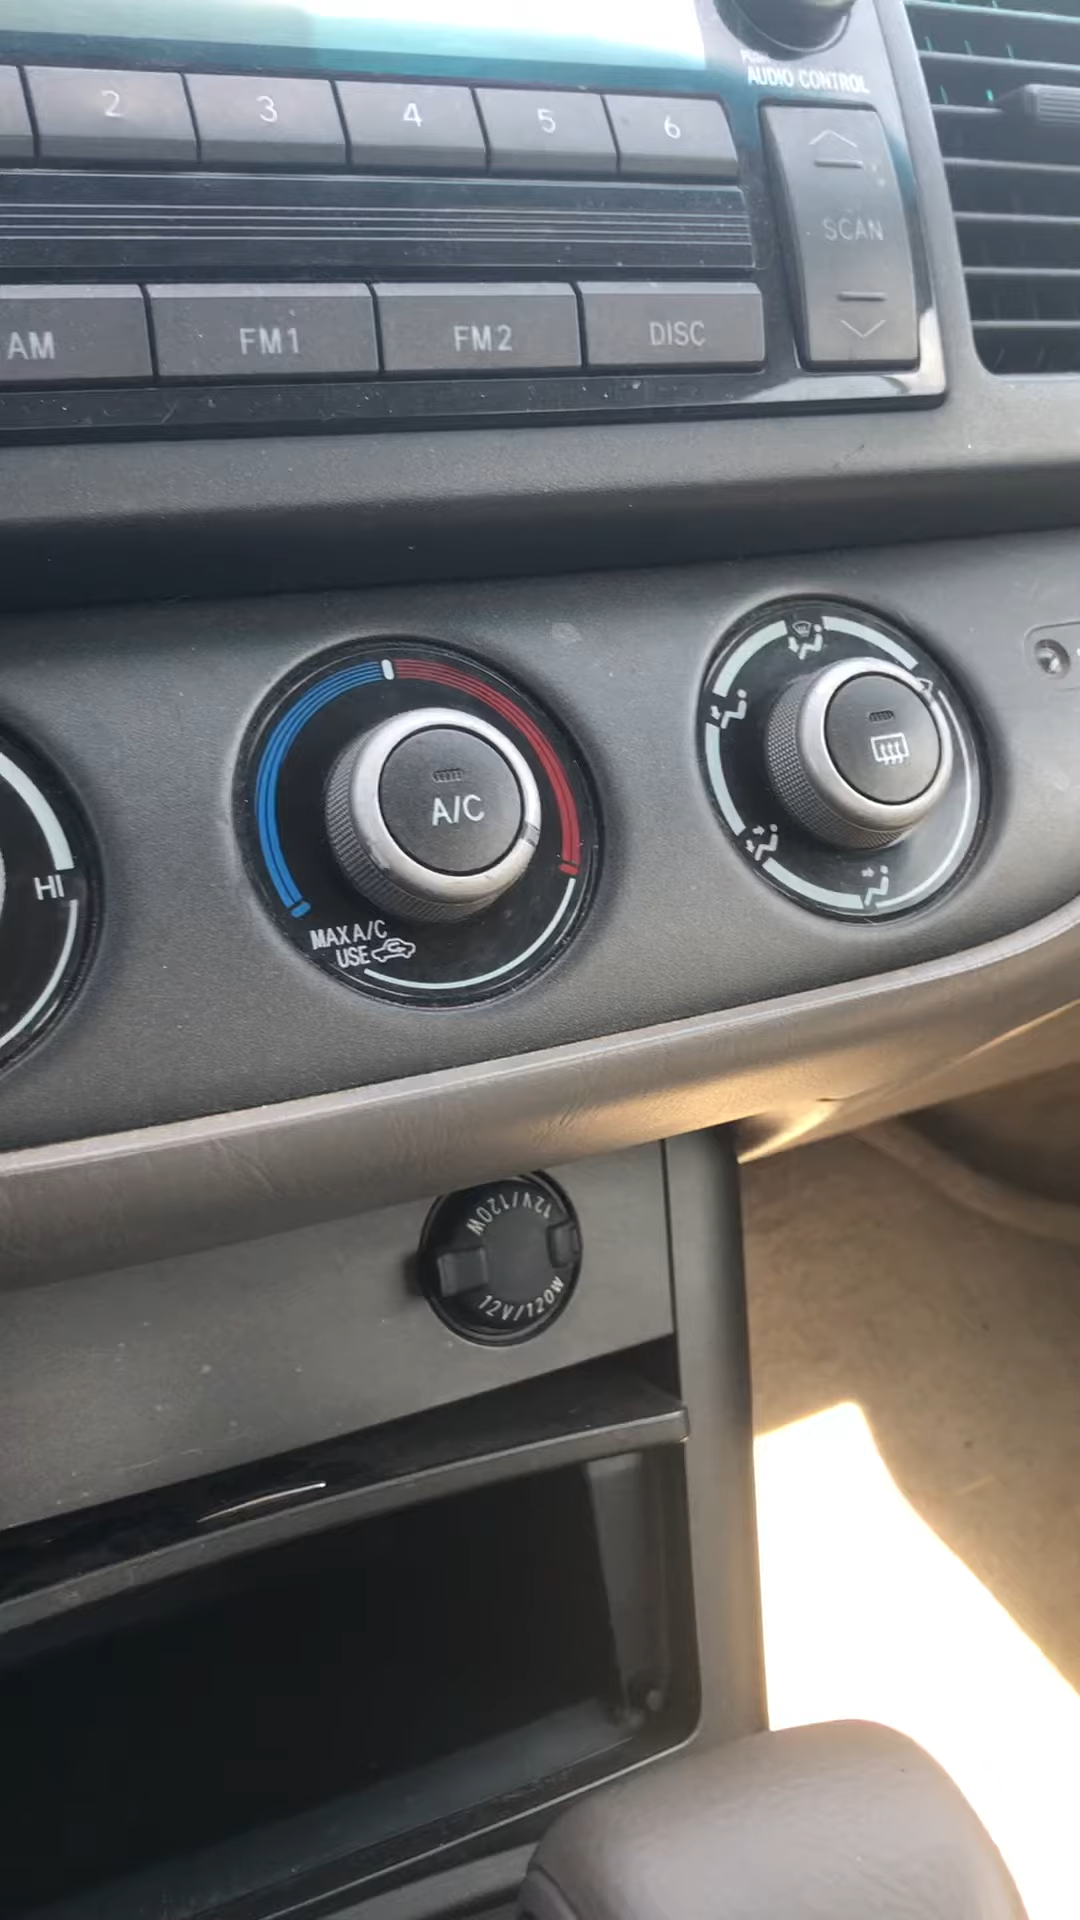 AUDIO CONTROL
2 3 4 5 6
SCAN
AM FM1 FM2 DISC
HI
A/C
MAX A/C
USE
12V/120W
12V/120W